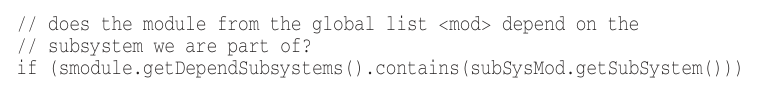 // does the module from the global list <mod> depend on the
// subsystem we are part of?
if (smodule.getDependSubsystems().contains(subSysMod.getSubSystem()))